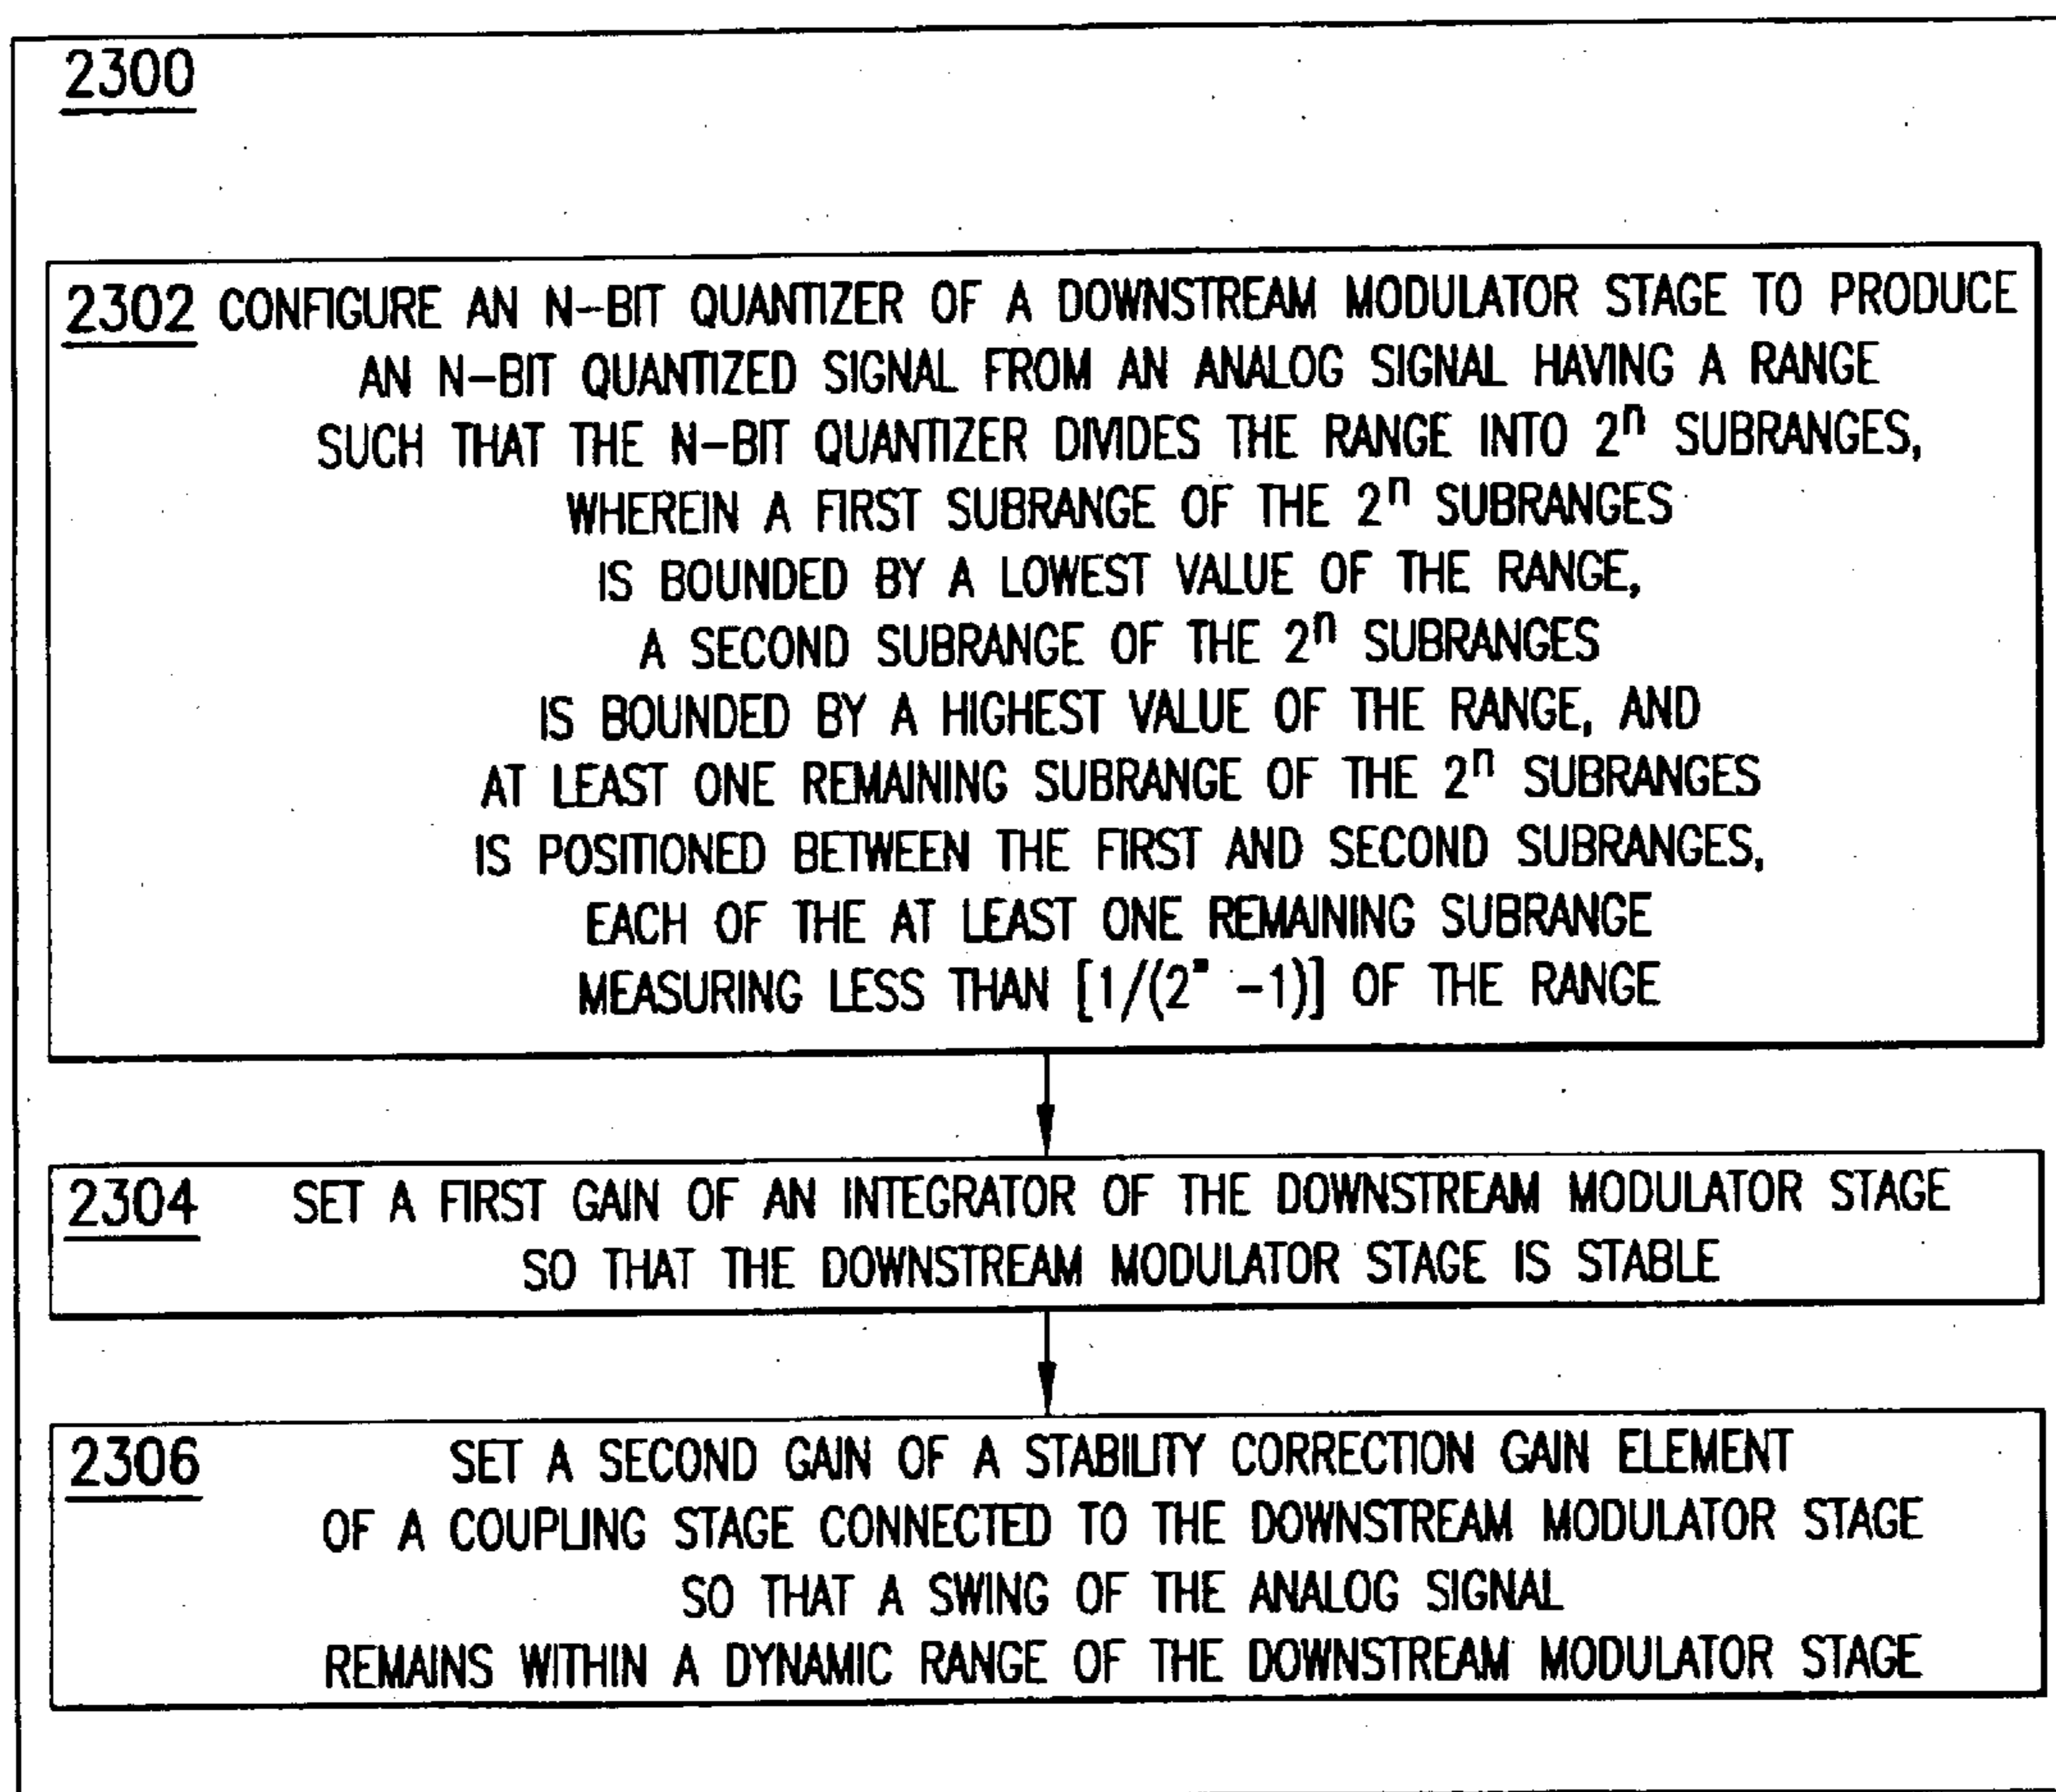 2300
2302 CONFIGURE AN N-BIT QUANTIZER OF A DOWNSTREAM MODULATOR STAGE TO PRODUCE
AN N-BIT QUANTIZED SIGNAL FROM AN ANALOG SIGNAL HAVING A RANGE
SUCH THAT THE N-BIT QUANTIZER DIVIDES THE RANGE INTO 2ⁿ SUBRANGES,
WHEREIN A FIRST SUBRANGE OF THE 2ⁿ SUBRANGES
IS BOUNDED BY A LOWEST VALUE OF THE RANGE,
A SECOND SUBRANGE OF THE 2ⁿ SUBRANGES
IS BOUNDED BY A HIGHEST VALUE OF THE RANGE, AND
AT LEAST ONE REMAINING SUBRANGE OF THE 2ⁿ SUBRANGES
IS POSITIONED BETWEEN THE FIRST AND SECOND SUBRANGES,
EACH OF THE AT LEAST ONE REMAINING SUBRANGE
MEASURING LESS THAN [1/(2ⁿ -1)] OF THE RANGE
2304 SET A FIRST GAIN OF AN INTEGRATOR OF THE DOWNSTREAM MODULATOR STAGE
SO THAT THE DOWNSTREAM MODULATOR STAGE IS STABLE
2306 SET A SECOND GAIN OF A STABILITY CORRECTION GAIN ELEMENT
OF A COUPLING STAGE CONNECTED TO THE DOWNSTREAM MODULATOR STAGE
SO THAT A SWING OF THE ANALOG SIGNAL
REMAINS WITHIN A DYNAMIC RANGE OF THE DOWNSTREAM MODULATOR STAGE